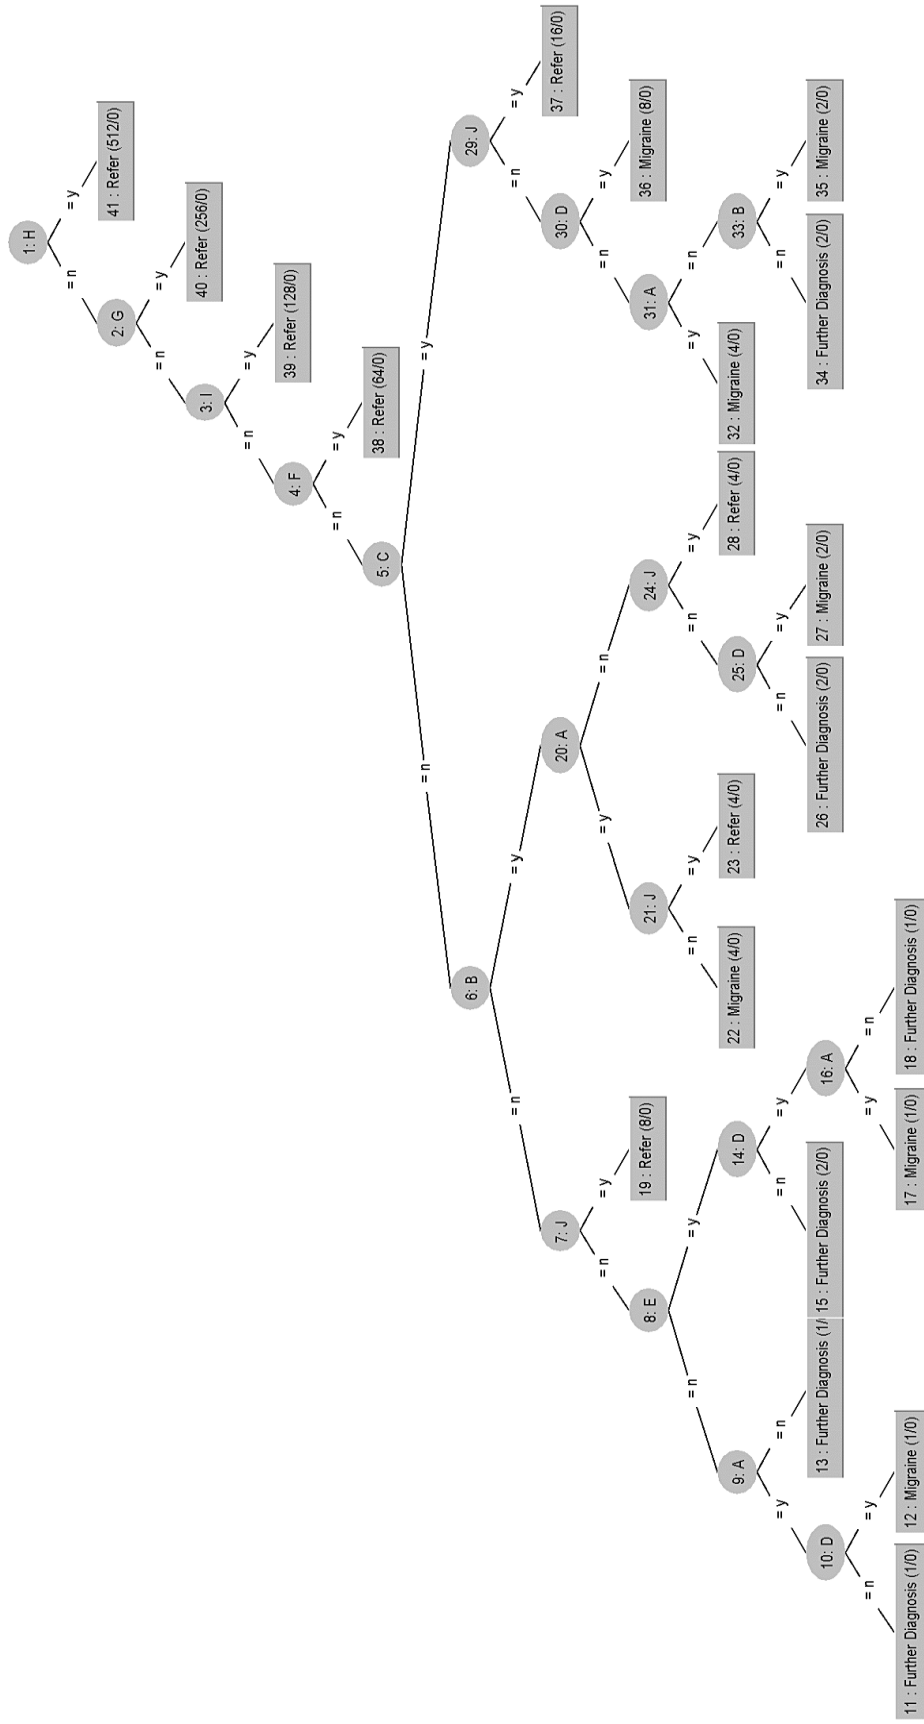 1: H
= n
= y
2: G
41 : Refer (512/0)
= n
= y
3: I
40 : Refer (256/0)
= n
= y
4: F
39 : Refer (128/0)
= n
= y
5: C
38 : Refer (64/0)
= n
= y
6: B
29: J
= n
= y
= n
= y
7: J
20: A
30: D
37 : Refer (16/0)
= n
= y
= y
= n
= n
= y
8: E
19 : Refer (8/0)
21: J
24: J
31: A
36 : Migraine (8/0)
= n
= y
= n
= y
= n
= y
= y
= n
9: A
14: D
22 : Migraine (4/0)
23 : Refer (4/0)
25: D
28 : Refer (4/0)
32 : Migraine (4/0)
33: B
= y
= n
= n
= y
= n
= y
= n
= y
10: D
13 : Further Diagnosis (1/
15 : Further Diagnosis (2/0)
16: A
26 : Further Diagnosis (2/0)
27 : Migraine (2/0)
34 : Further Diagnosis (2/0)
35 : Migraine (2/0)
= n
= y
= y
= n
11 : Further Diagnosis (1/0)
12 : Migraine (1/0)
17 : Migraine (1/0)
18 : Further Diagnosis (1/0)